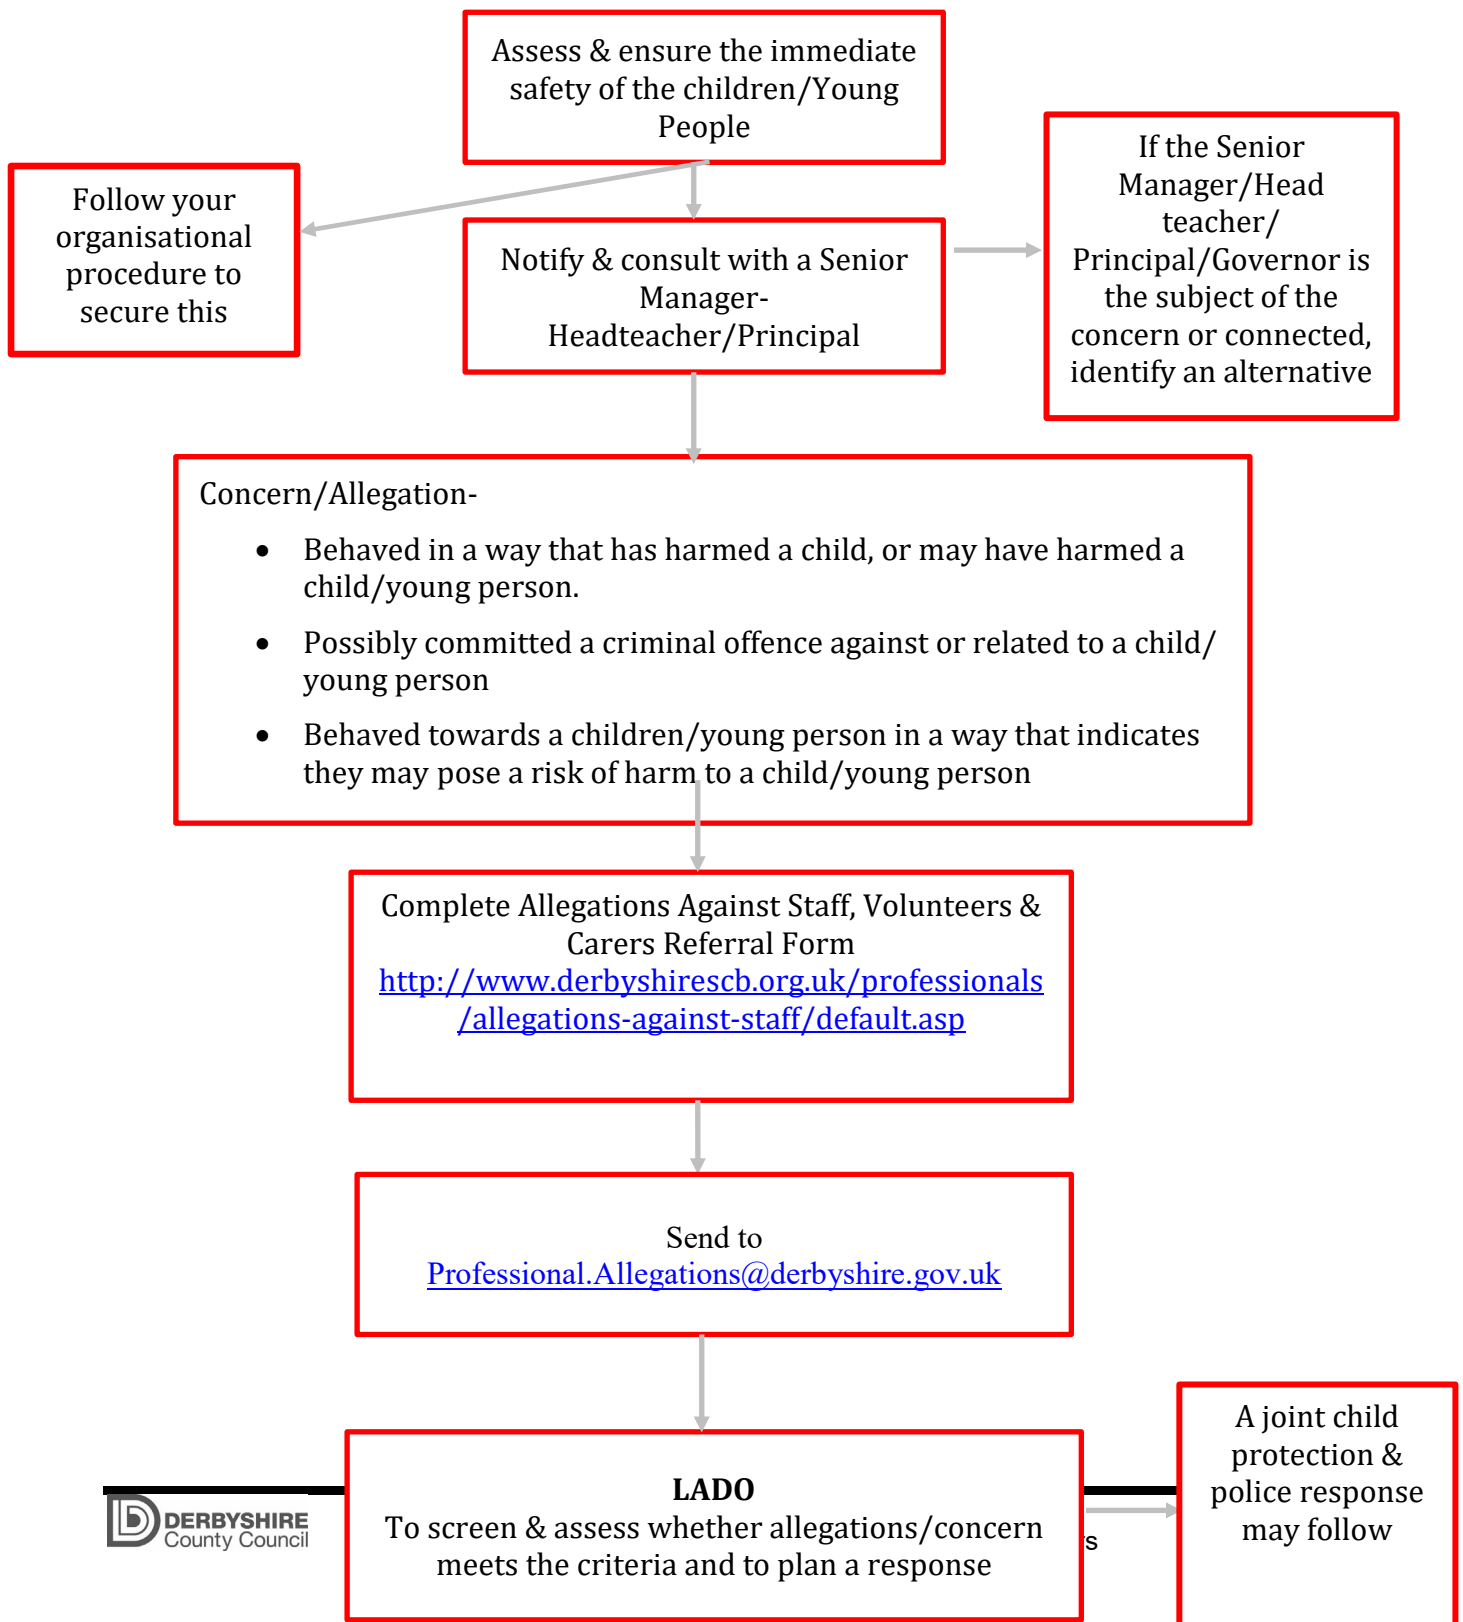 Assess & ensure the immediate
safety of the children/Young
People
Follow your
organisational
procedure to
secure this
Notify & consult with a Senior
Manager-
Headteacher/Principal
If the Senior
Manager/Head
teacher/
Principal/Governor is
the subject of the
concern or connected,
identify an alternative
Concern/Allegation-
• Behaved in a way that has harmed a child, or may have harmed a
child/young person.
• Possibly committed a criminal offence against or related to a child/
young person
• Behaved towards a children/young person in a way that indicates
they may pose a risk of harm to a child/young person
Complete Allegations Against Staff, Volunteers &
Carers Referral Form
http://www.derbyshirescb.org.uk/professionals
/allegations-against-staff/default.asp
Send to
Professional.Allegations@derbyshire.gov.uk
LADO
To screen & assess whether allegations/concern
meets the criteria and to plan a response
A joint child
protection &
police response
may follow
DERBYSHIRE
County Council